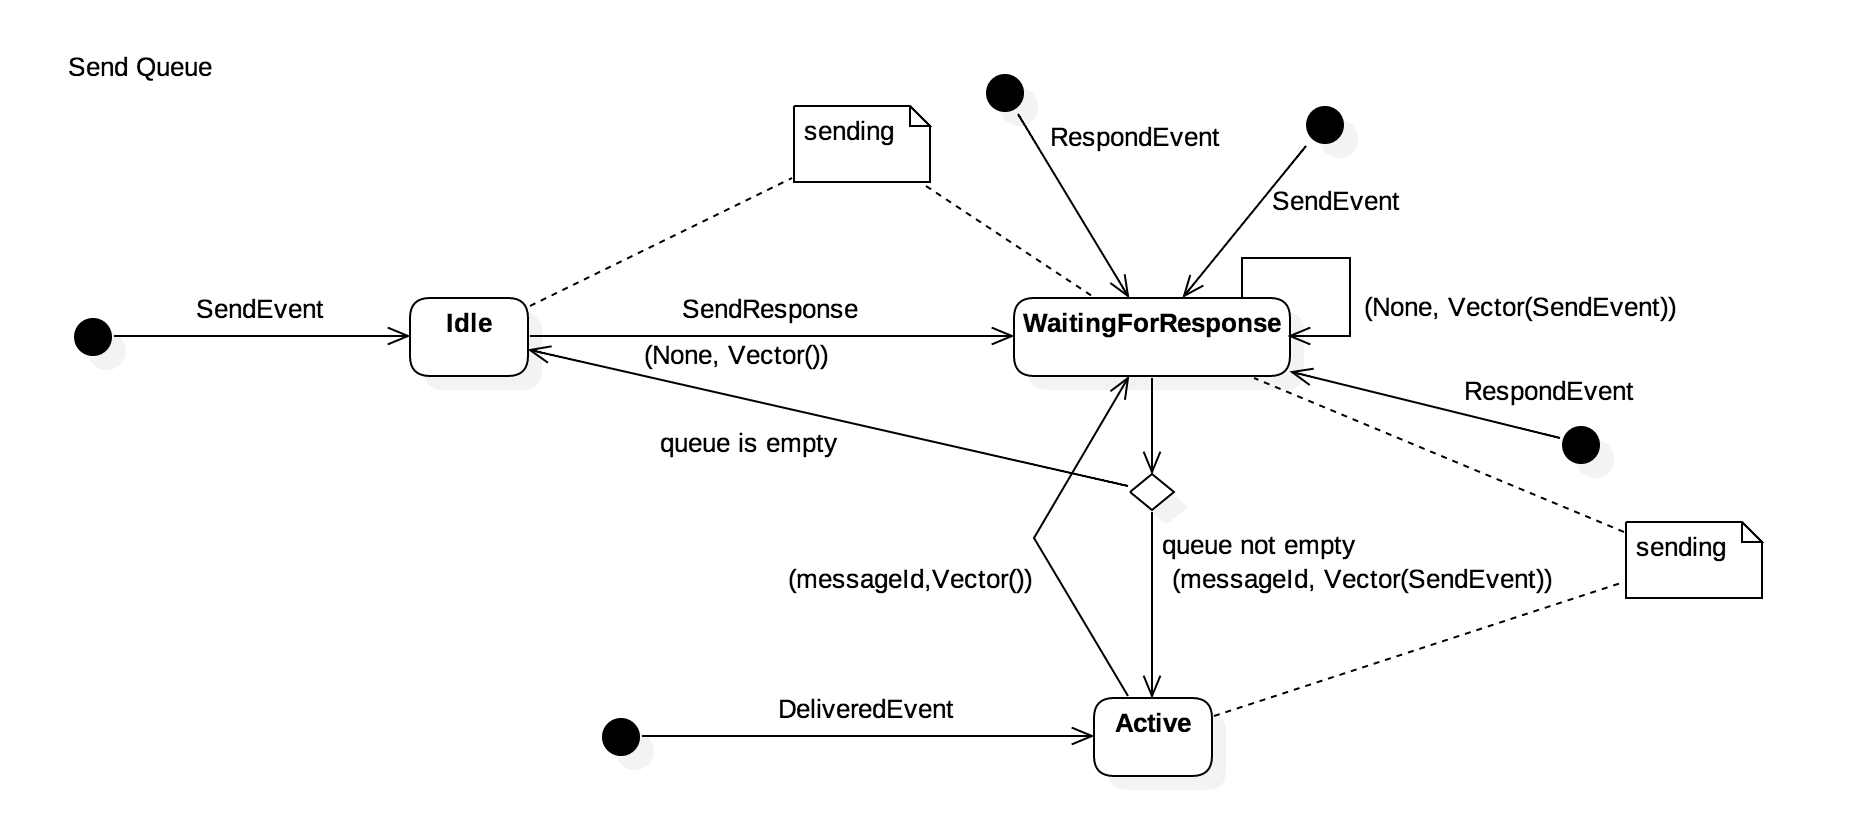 Send Queue
sending
RespondEvent
SendEvent
SendEvent
Idle
SendResponse
(None, Vector())
WaitingForResponse
(None, Vector(SendEvent))
RespondEvent
queue is empty
queue not empty
(messageId,Vector())
(messageId, Vector(SendEvent))
sending
DeliveredEvent
Active